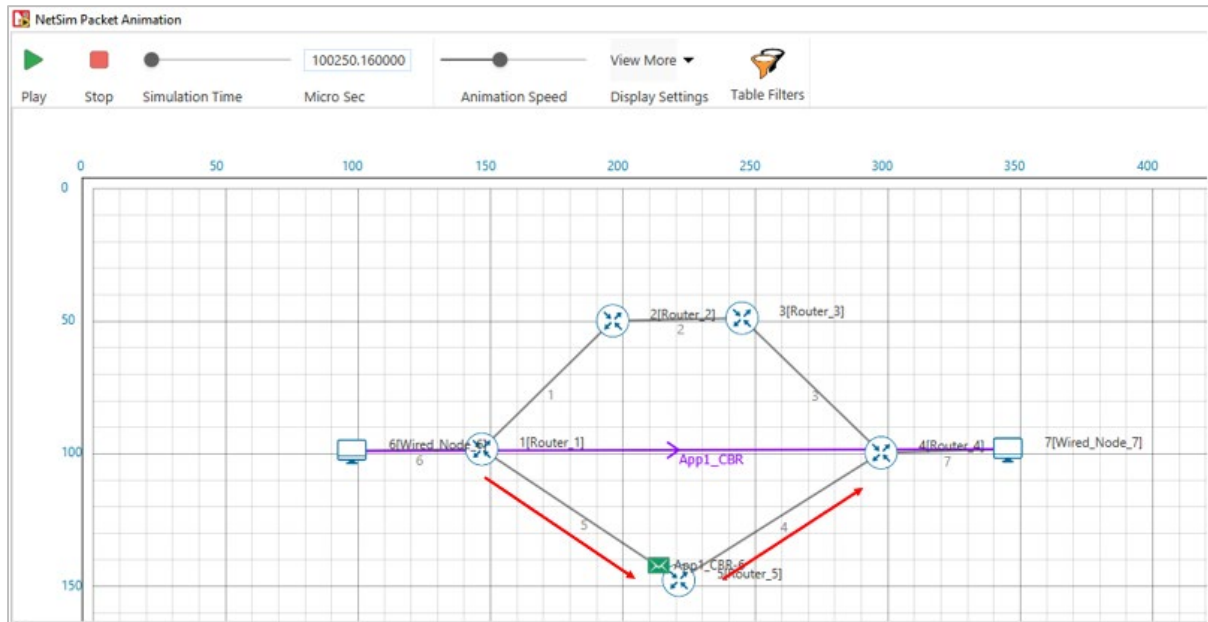 NetSim Packet Animation
100250.160000
View More
Play Stop Simulation Time Micro Sec Animation Speed Display Settings Table Filters
0 50 100 150 200 250 300 350 400
0
50
2[Router_2] 3[Router_3]
2
1 3
100
6[Wired_Node_6] 1[Router_1] 4[Router_4] 7[Wired_Node_7]
6 App1_CBR 7
5 4
App1_CBR-6
5[Router_5]
150